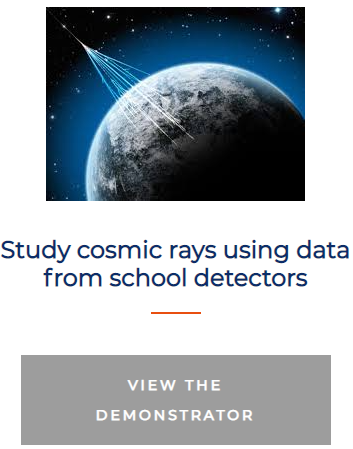 Study cosmic rays using data
from school detectors
VIEW THE
DEMONSTRATOR